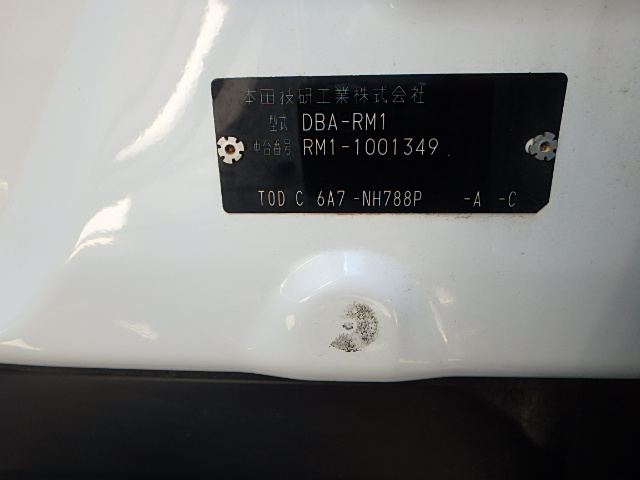 本田技研工業株式会社
型式 DBA-RM1
車台番号 RM1-1001349
TOD C 6A7 -NH788P -A -C